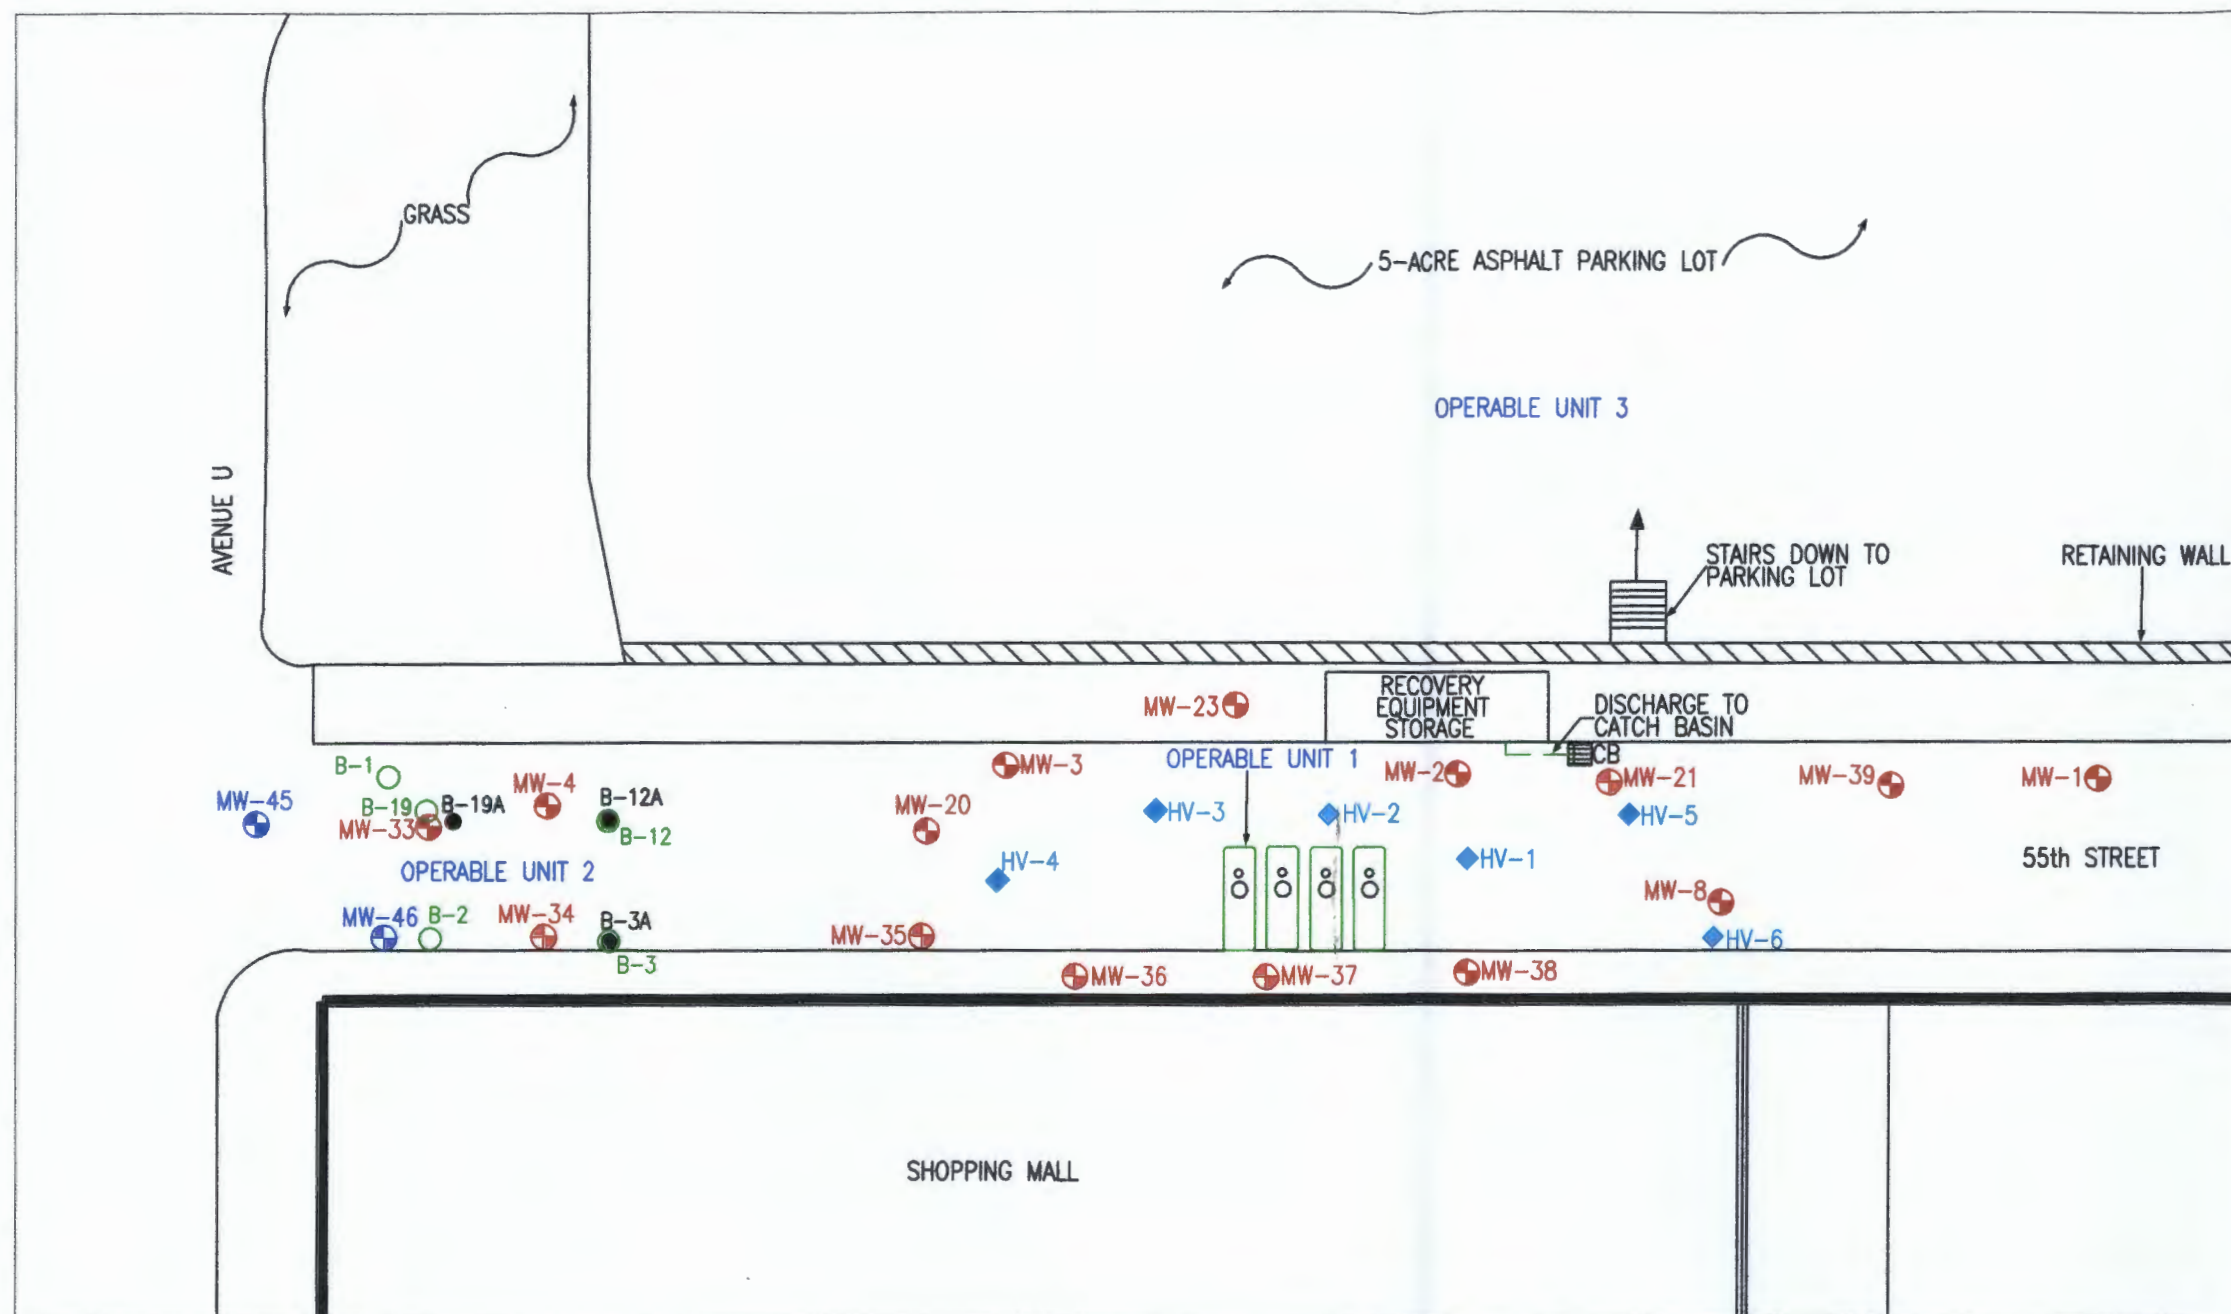 GRASS
5-ACRE ASPHALT PARKING LOT
OPERABLE UNIT 3
AVENUE U
STAIRS DOWN TO
PARKING LOT
RETAINING WALL
RECOVERY
EQUIPMENT
STORAGE
MW-23
DISCHARGE TO
CATCH BASIN
OPERABLE UNIT 1
CB
B-1
MW-3
MW-2
MW-21
MW-39
MW-1
MW-45
B-19
B-19A
MW-4
B-12A
MW-20
HV-3
HV-2
HV-5
MW-33
B-12
OPERABLE UNIT 2
HV-4
HV-1
55th STREET
MW-8
MW-46
B-2
MW-34
B-3A
MW-35
HV-6
B-3
MW-36
MW-37
MW-38
SHOPPING MALL